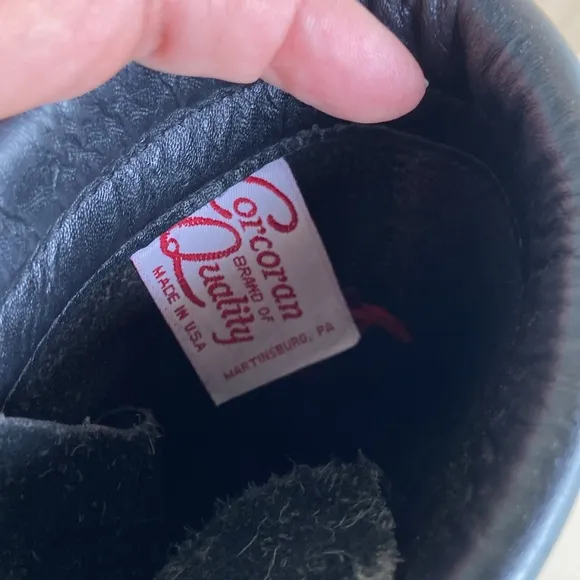 Corcoran
BRAND OF
Quality
MADE IN USA
MARTINSBURG, PA